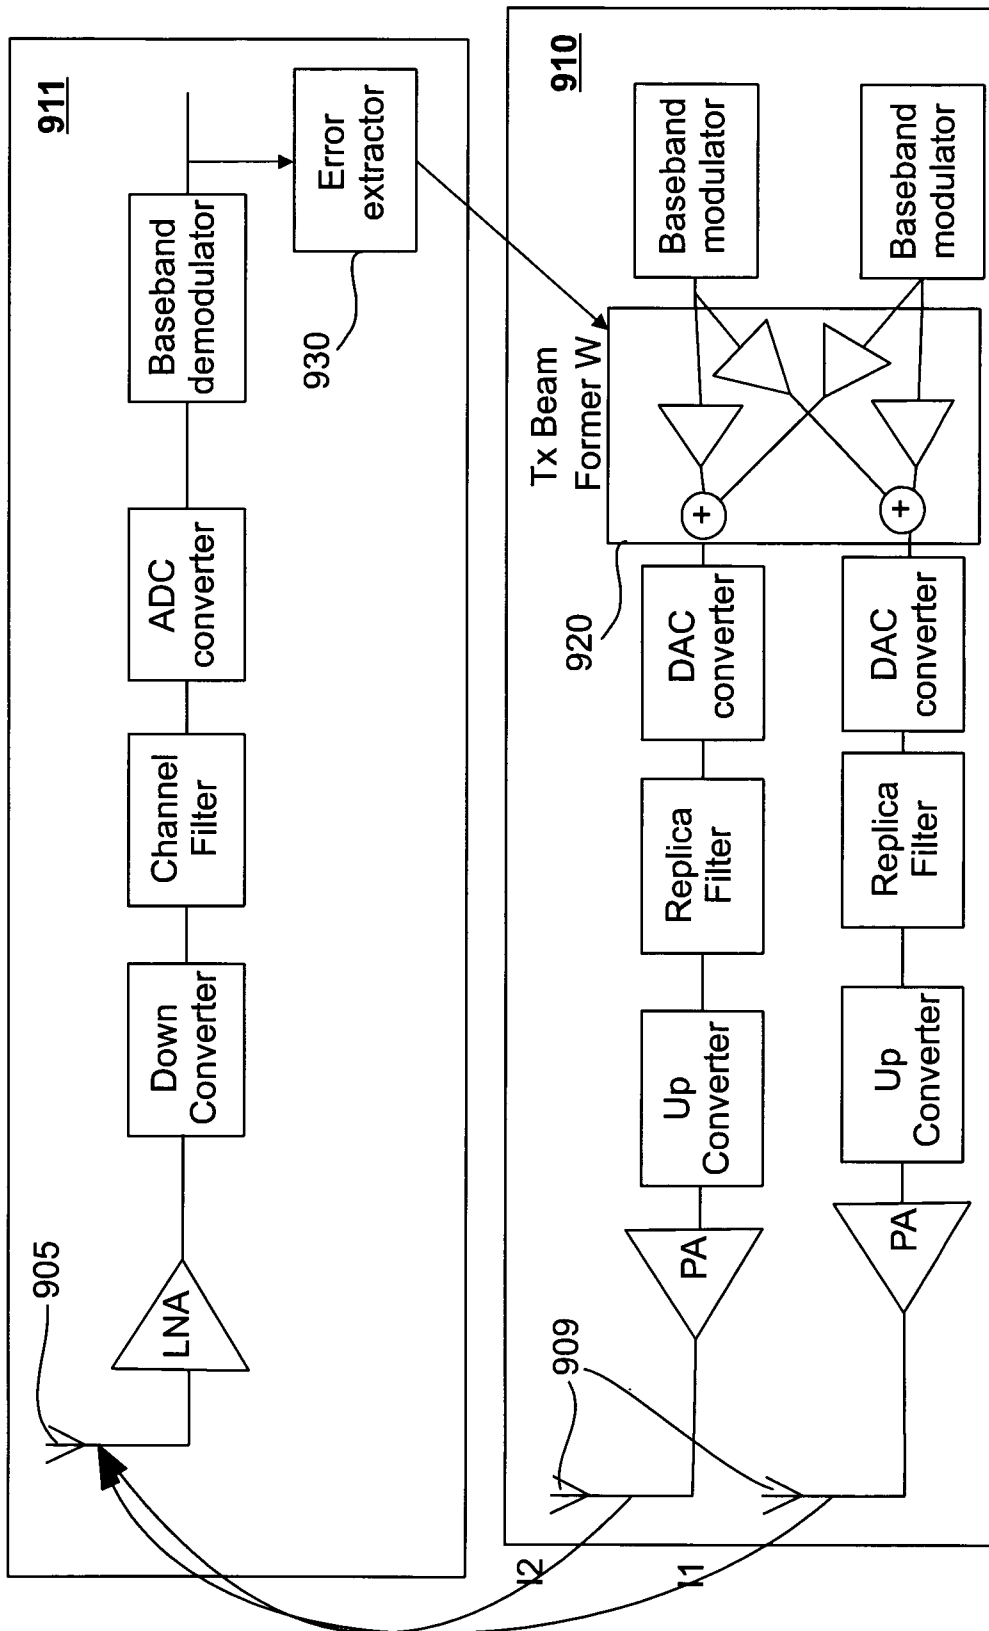 911
905
LNA
Down
Converter
Channel
Filter
ADC
converter
Baseband
demodulator
Error
extractor
930
910
909
I2
I1
PA
Up
Converter
Replica
Filter
DAC
converter
920
Tx Beam
Former W
+
Baseband
modulator
PA
Up
Converter
Replica
Filter
DAC
converter
+
Baseband
modulator